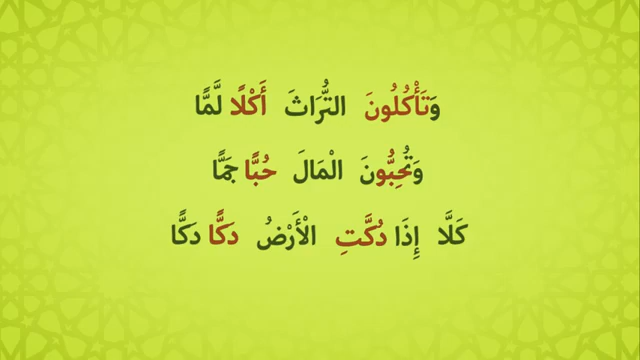 وَتَأْكُلُونَ التُّرَاثَ أَكْلًا لَّمًّا
وَتُحِبُّونَ الْمَالَ حُبًّا جَمًّا
كَلَّا إِذَا دُكَّتِ الْأَرْضُ دَكًّا دَكًّا